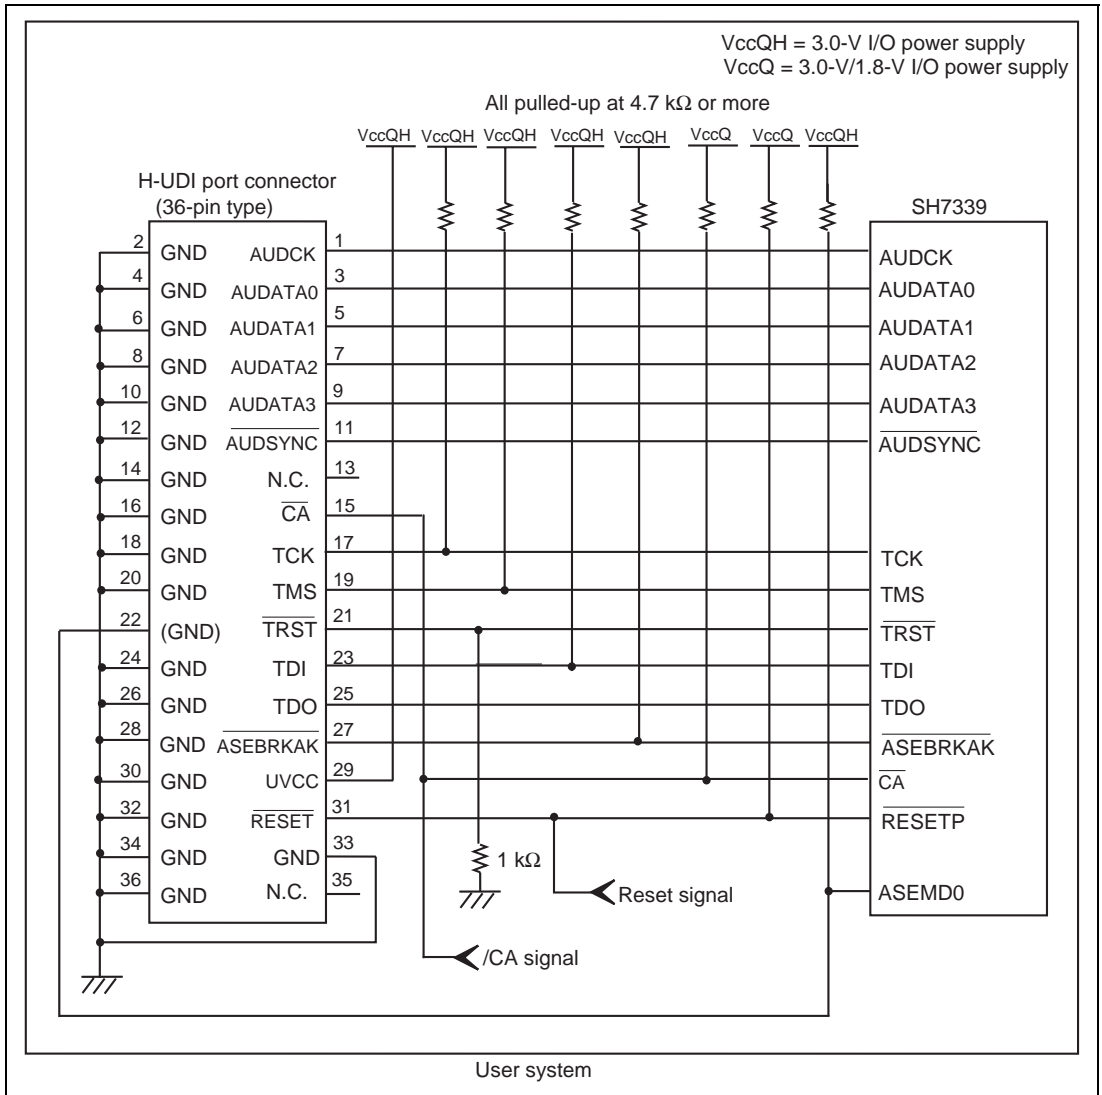 VccQH = 3.0-V I/O power supply
VccQ = 3.0-V/1.8-V I/O power supply
All pulled-up at 4.7 kΩ or more
VccQH VccQH VccQH VccQH VccQH VccQ VccQ VccQH
H-UDI port connector
(36-pin type)
SH7339
2 GND AUDCK 1 AUDCK
4 GND AUDATA0 3 AUDATA0
6 GND AUDATA1 5 AUDATA1
8 GND AUDATA2 7 AUDATA2
10 GND AUDATA3 9 AUDATA3
12 GND AUDSYNC 11 AUDSYNC
14 GND N.C. 13
16 GND CA 15
18 GND TCK 17 TCK
20 GND TMS 19 TMS
22 (GND) TRST 21 TRST
24 GND TDI 23 TDI
26 GND TDO 25 TDO
28 GND ASEBRKAK 27 ASEBRKAK
30 GND UVCC 29 CA
32 GND RESET 31 RESETP
34 GND GND 33 1 kΩ
36 GND N.C. 35 Reset signal ASEMD0
/CA signal
User system